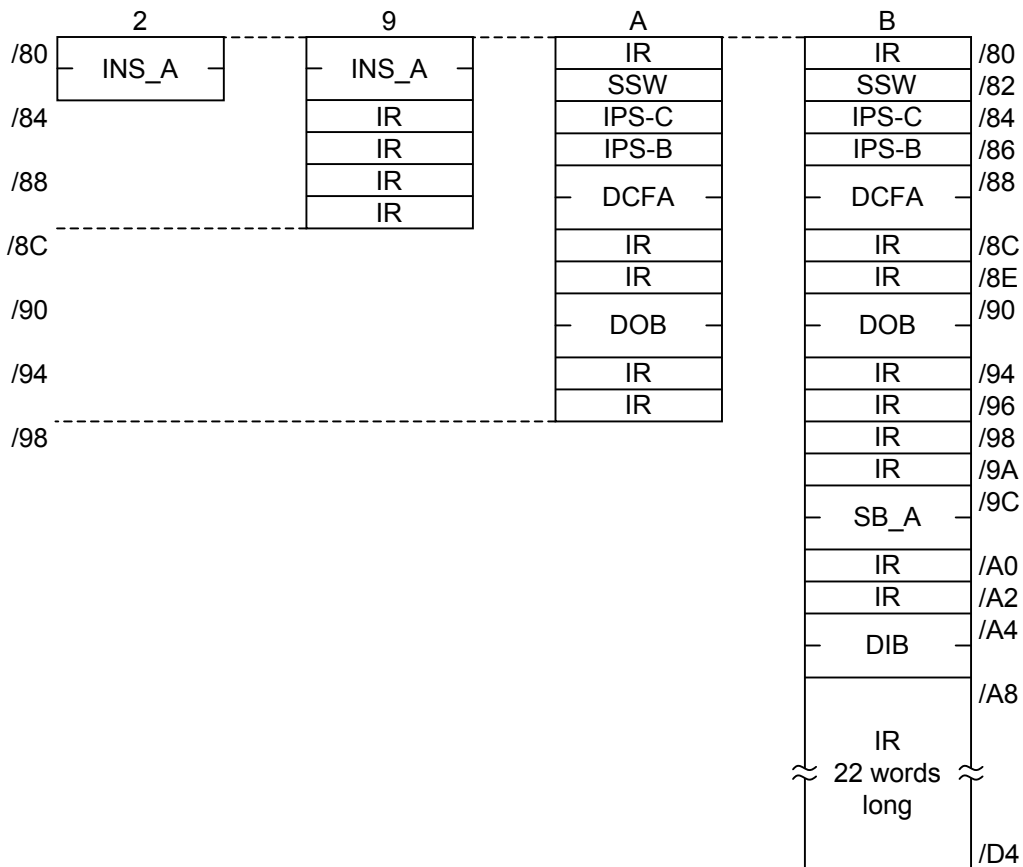 2 9 A B
/80 INS_A INS_A IR IR /80
SSW SSW /82
/84 IR IPS-C IPS-C /84
IR IPS-B IPS-B /86
/88 IR DCFA DCFA /88
IR
/8C IR IR /8C
IR IR /8E
/90 DOB DOB /90
/94 IR IR /94
IR IR /96
/98 IR /98
IR /9A
SB_A /9C
IR /A0
IR /A2
DIB /A4
/A8
IR
22 words
long
/D4